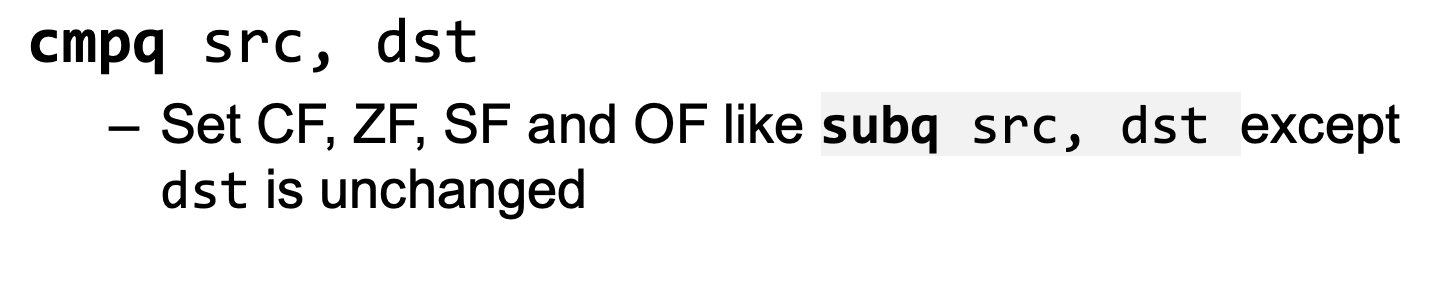 cmpq src, dst
– Set CF, ZF, SF and OF like subq src, dst except
dst is unchanged